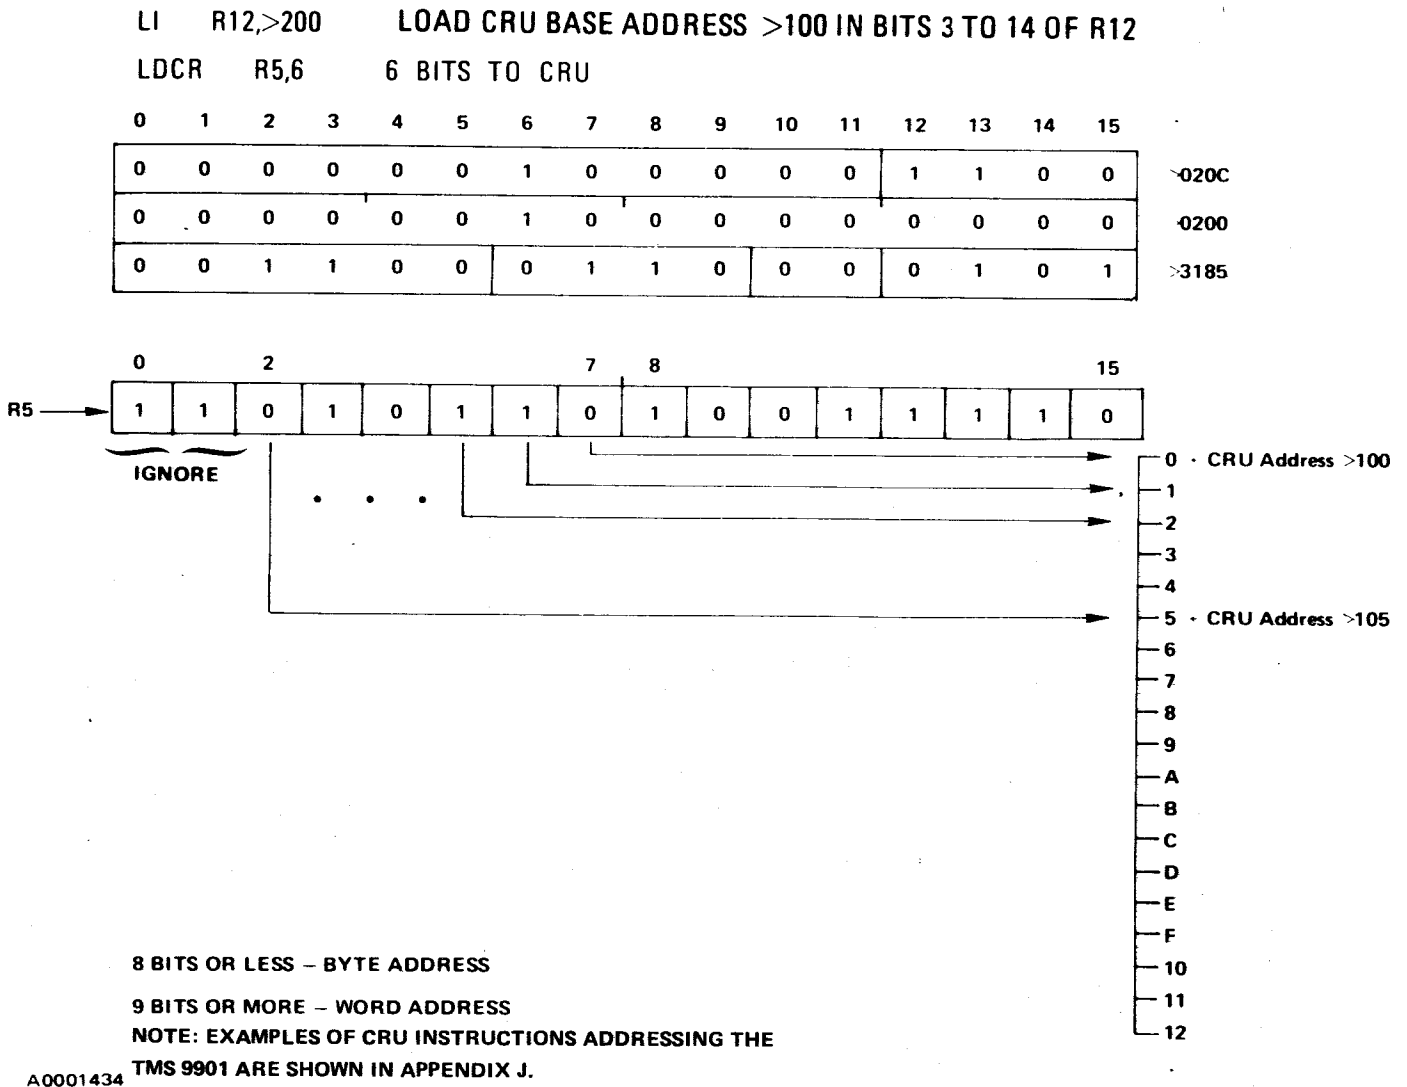 LI R12,>200 LOAD CRU BASE ADDRESS >100 IN BITS 3 TO 14 OF R12
LDCR R5,6 6 BITS TO CRU
0 1 2 3 4 5 6 7 8 9 10 11 12 13 14 15
0 0 0 0 0 0 1 0 0 0 0 0 1 1 0 0 >020C
0 0 0 0 0 0 1 0 0 0 0 0 0 0 0 0 0200
0 0 1 1 0 0 0 1 1 0 0 0 0 1 0 1 >3185
0 2 7 8 15
R5 1 1 0 1 0 1 1 0 1 0 0 1 1 1 1 0
IGNORE
0 · CRU Address >100
1
2
3
4
5 · CRU Address >105
6
7
8
9
A
B
C
D
E
F
10
11
12
8 BITS OR LESS – BYTE ADDRESS
9 BITS OR MORE – WORD ADDRESS
NOTE: EXAMPLES OF CRU INSTRUCTIONS ADDRESSING THE
TMS 9901 ARE SHOWN IN APPENDIX J.
A0001434